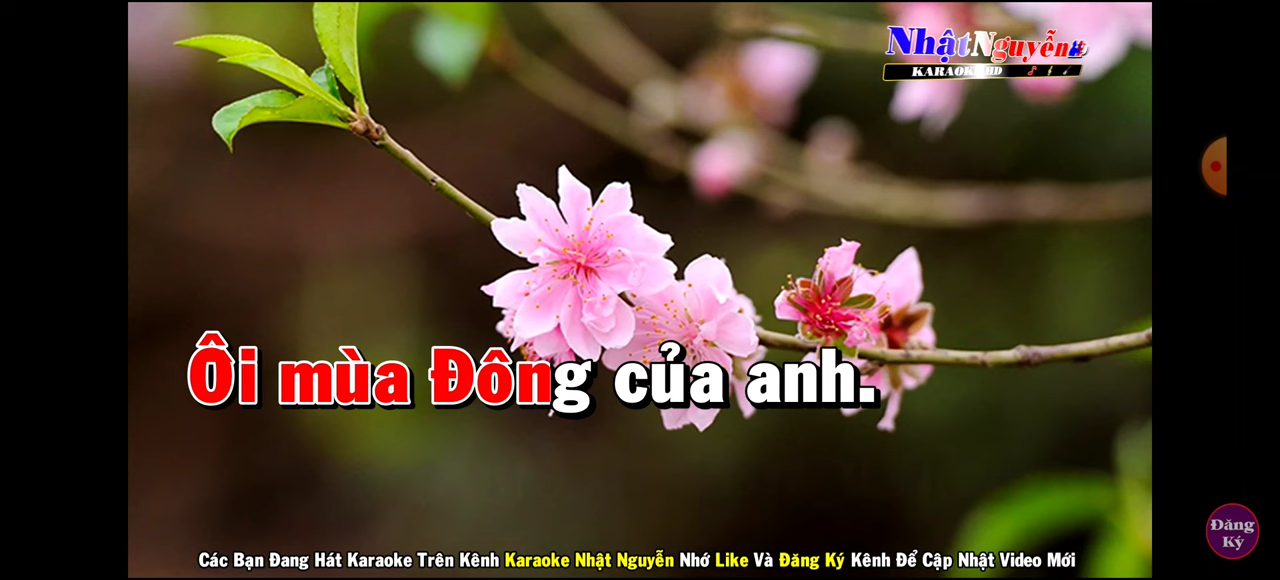 Nhật Nguyễn
KARAOKE HD
Ôi mùa Đông của anh.
Các Bạn Đang Hát Karaoke Trên Kênh Karaoke Nhật Nguyễn Nhớ Like Và Đăng Ký Kênh Để Cập Nhật Video Mới
Đăng
Ký